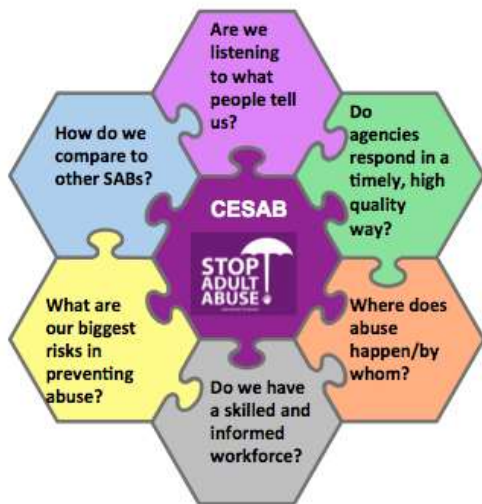 Are we
listening
to what
people tell
us?
Do
agencies
respond in a
timely, high
quality
way?
Where does
abuse
happen/by
whom?
Do we have
a skilled and
informed
workforce?
What are
our biggest
risks in
preventing
abuse?
How do we
compare to
other SABs?
CESAB
STOP
ADULT
ABUSE